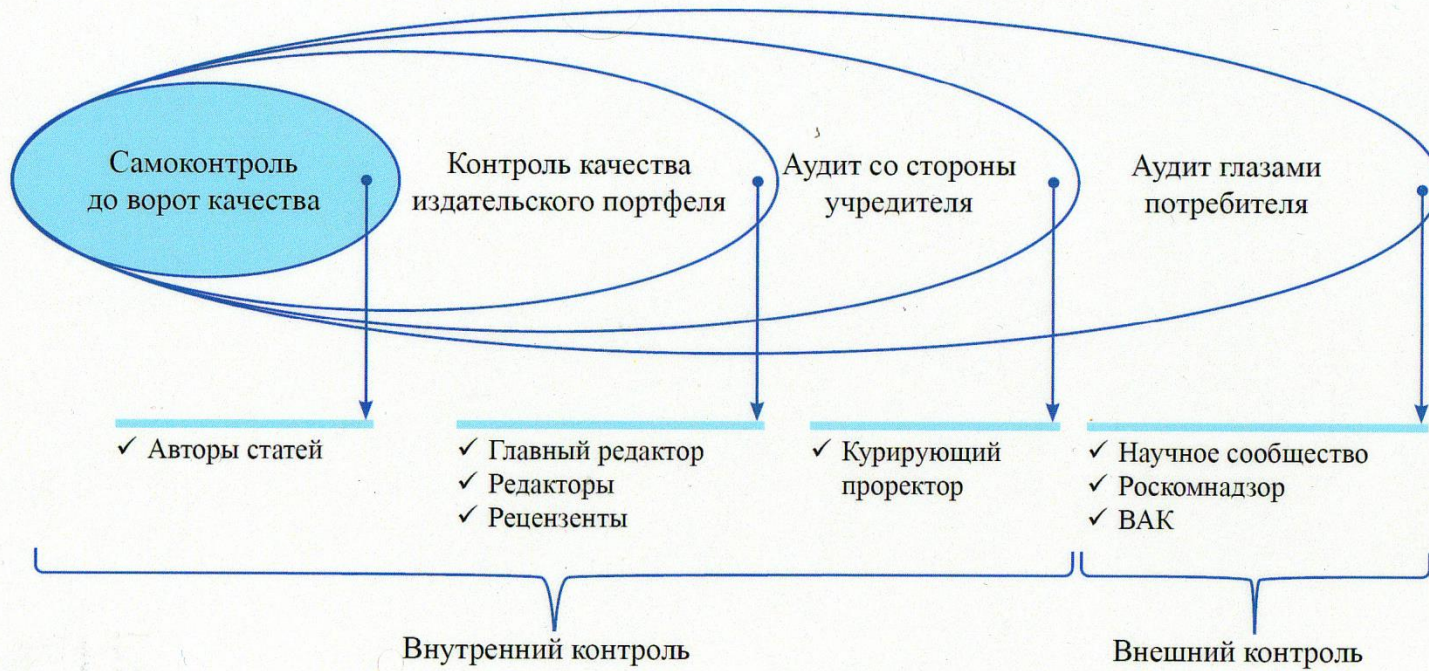 Самоконтроль
до ворот качества
Контроль качества
издательского портфеля
Аудит со стороны
учредителя
Аудит глазами
потребителя
✓ Авторы статей
✓ Главный редактор
✓ Редакторы
✓ Рецензенты
✓ Курирующий
проректор
✓ Научное сообщество
✓ Роскомнадзор
✓ ВАК
Внутренний контроль
Внешний контроль